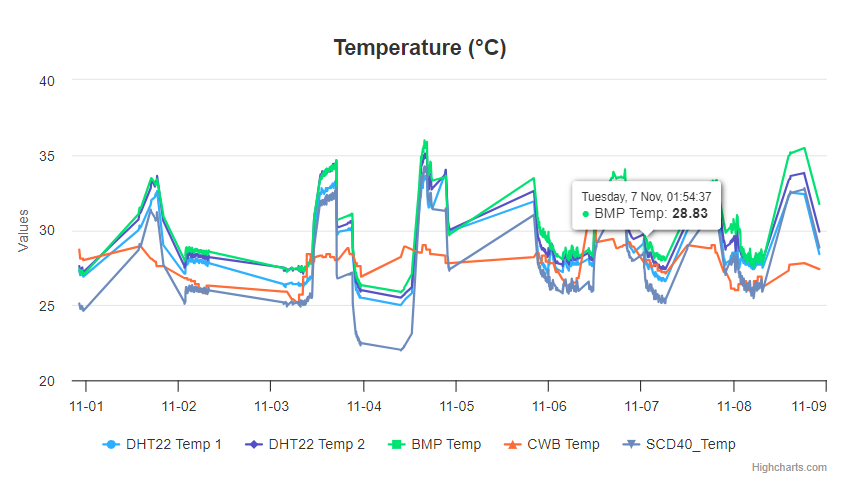 Temperature (°C)
40
35
30
25
20
Values
Tuesday, 7 Nov, 01:54:37
● BMP Temp: 28.83
11-01 11-02 11-03 11-04 11-05 11-06 11-07 11-08 11-09
DHT22 Temp 1 DHT22 Temp 2 BMP Temp CWB Temp SCD40_Temp
Highcharts.com